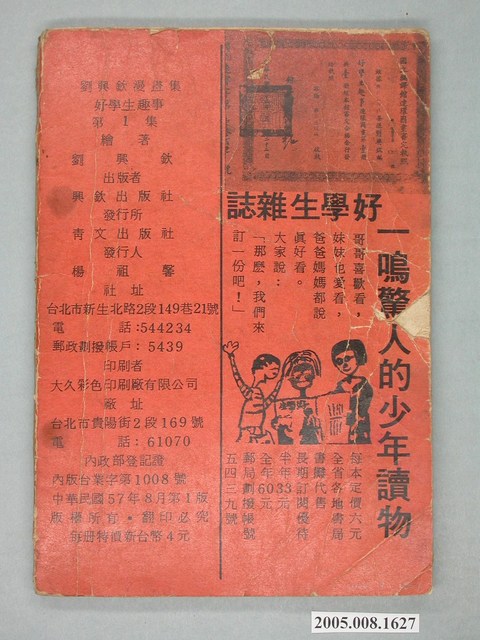 劉興欽漫畫集
好學生趣事
第1集
繪著
劉興欽
出版者
興欽出版社
發行所
青文出版社
發行人
楊祖馨
社址
台北市新生北路2段149巷21號
電話:544234
郵政劃撥帳戶:5439
印刷者
大久彩色印刷廠有限公司
廠址
台北市貴陽街2段169號
電話:61070
內政部登記證
內版台業字第1008號
中華民國57年8月第1版
版權所有・翻印必究
每册特價新台幣4元
好學生雜誌
一鳴驚人的少年讀物
哥哥喜歡看,
妹妹也愛看,
爸爸媽媽都說
眞好看。
大家說:
「那麽,我們來
訂一份吧!」
每本定價六元
全省各地書局
書攤代售
長期訂閱優待
半年33元
全年60元
郵局劃撥帳號
五四三九號
2005.008.1627